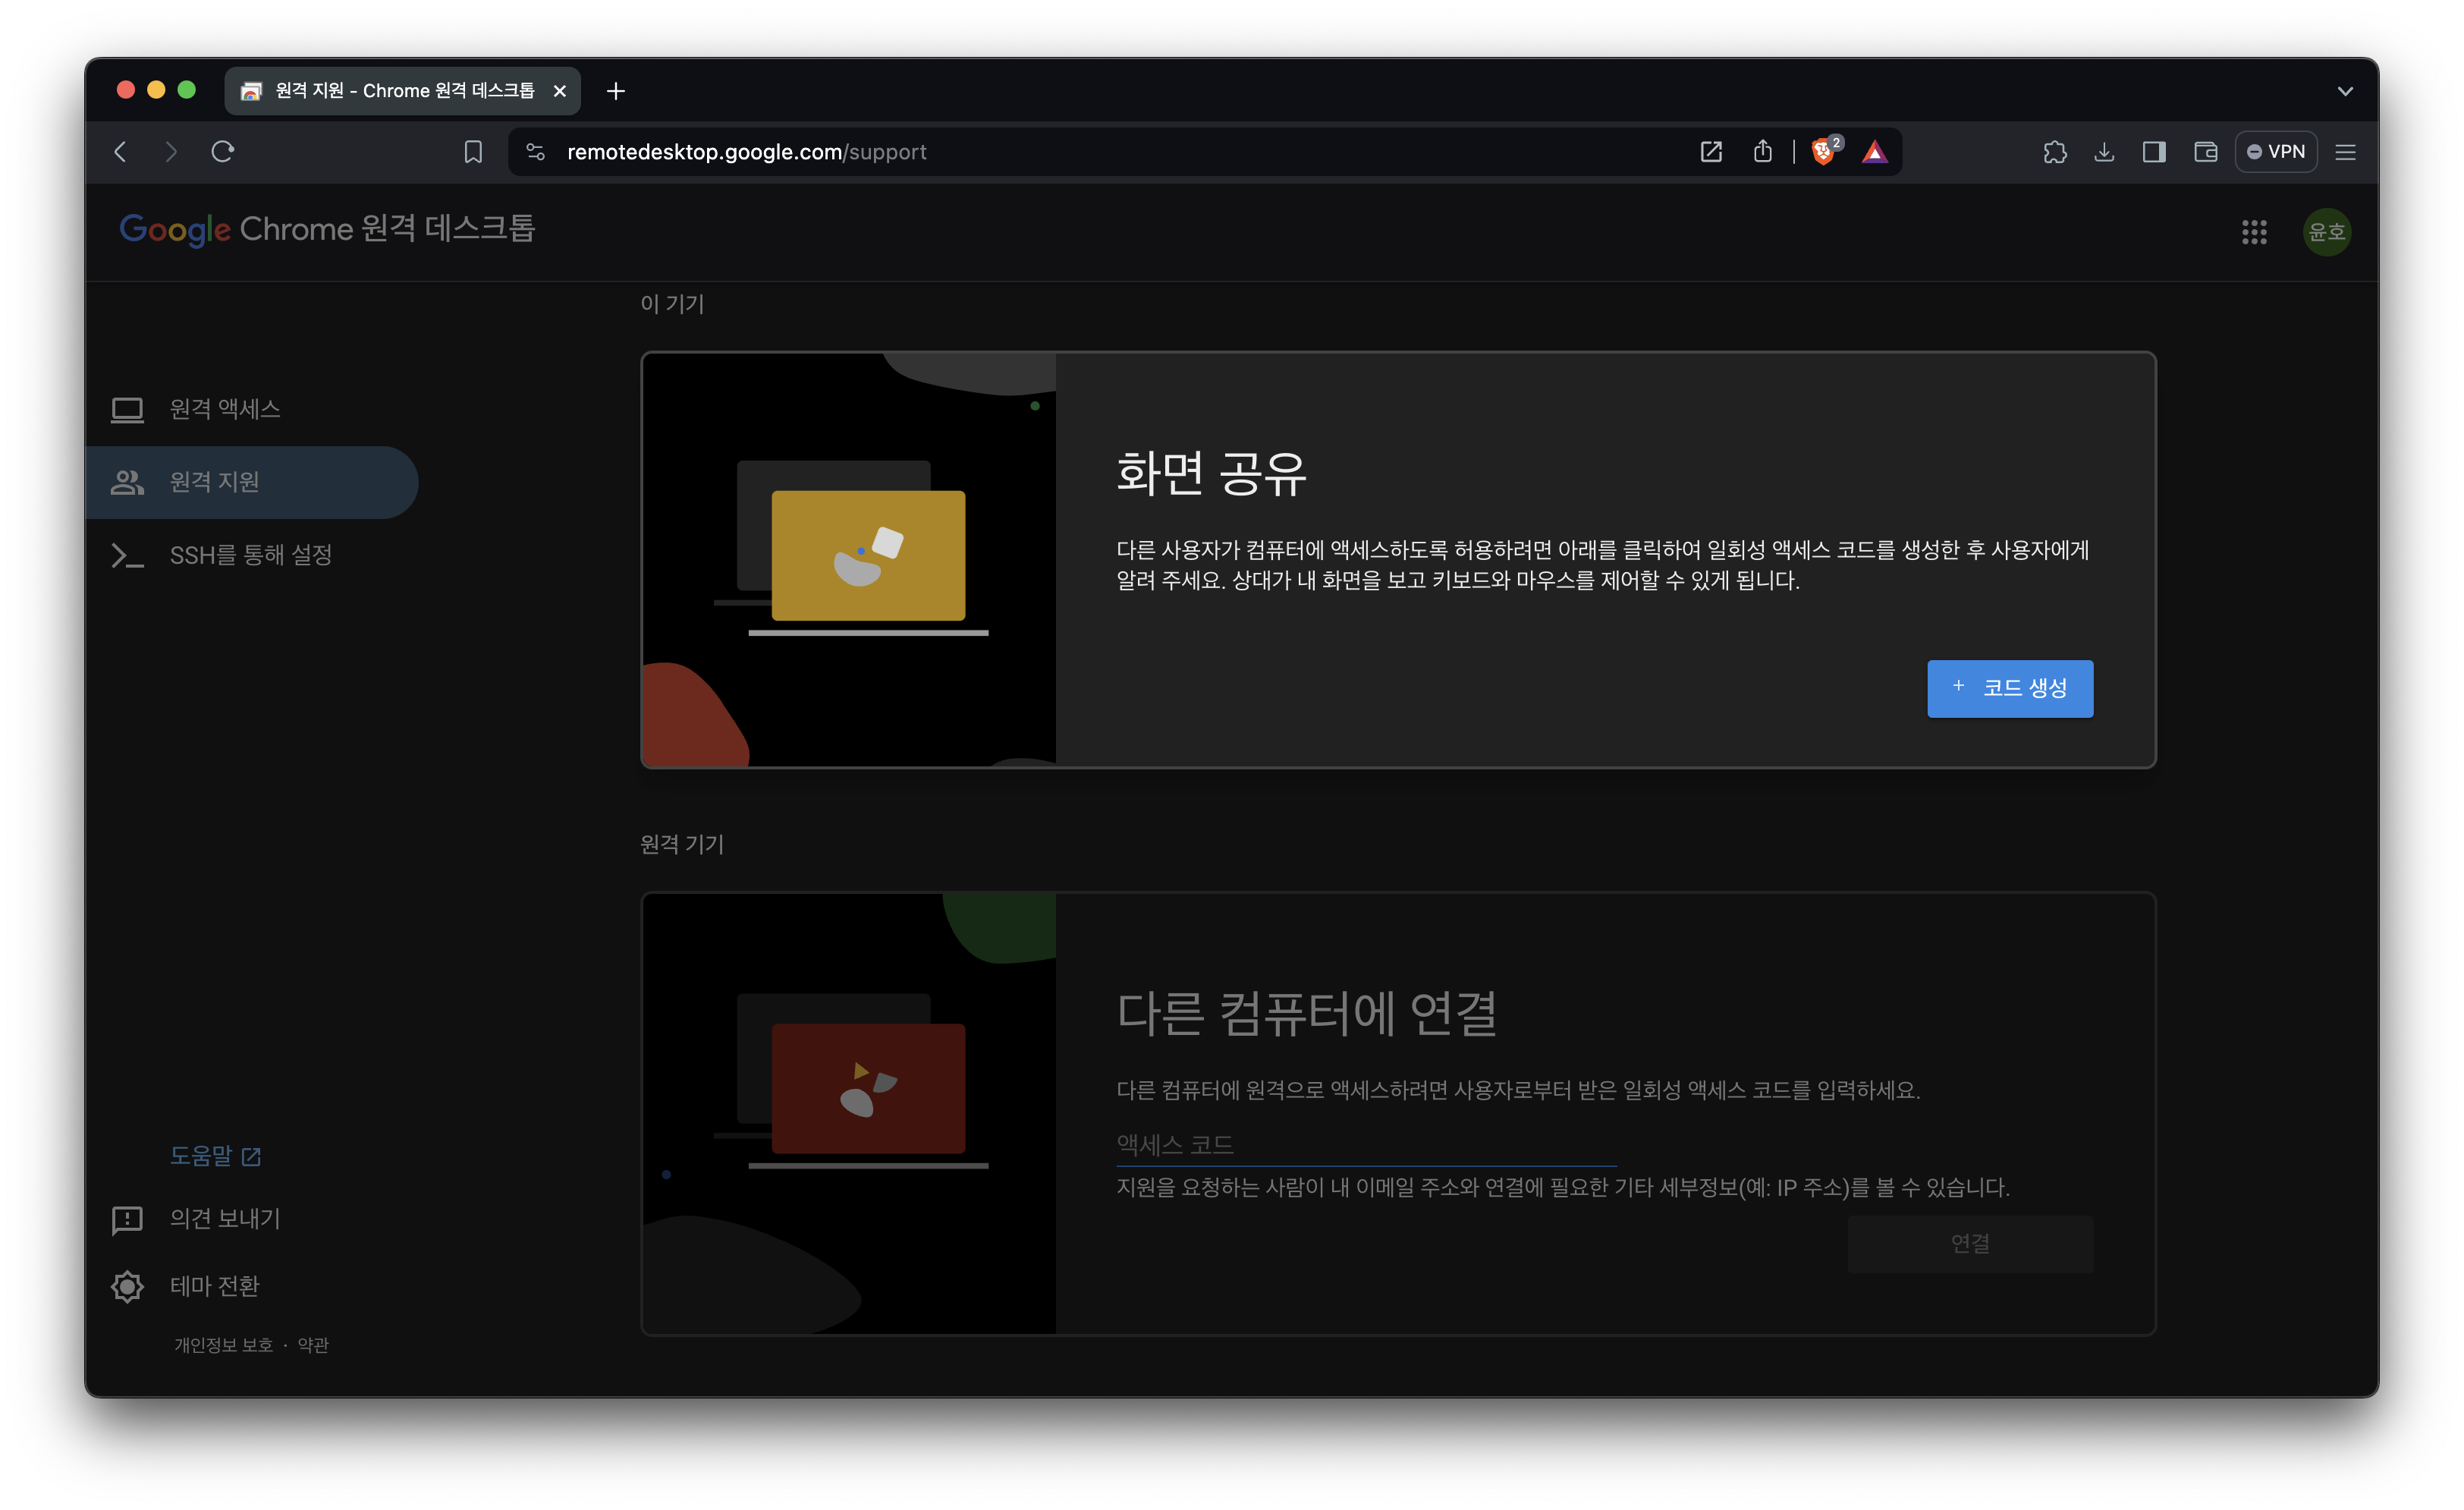 원격 지원 - Chrome 원격 데스크톱
remotedesktop.google.com/support
2
VPN
Google Chrome 원격 데스크톱
윤호
원격 액세스
원격 지원
SSH를 통해 설정
도움말
의견 보내기
테마 전환
개인정보 보호 · 약관
이 기기
화면 공유
다른 사용자가 컴퓨터에 액세스하도록 허용하려면 아래를 클릭하여 일회성 액세스 코드를 생성한 후 사용자에게
알려 주세요. 상대가 내 화면을 보고 키보드와 마우스를 제어할 수 있게 됩니다.
+ 코드 생성
원격 기기
다른 컴퓨터에 연결
다른 컴퓨터에 원격으로 액세스하려면 사용자로부터 받은 일회성 액세스 코드를 입력하세요.
액세스 코드
지원을 요청하는 사람이 내 이메일 주소와 연결에 필요한 기타 세부정보(예: IP 주소)를 볼 수 있습니다.
연결